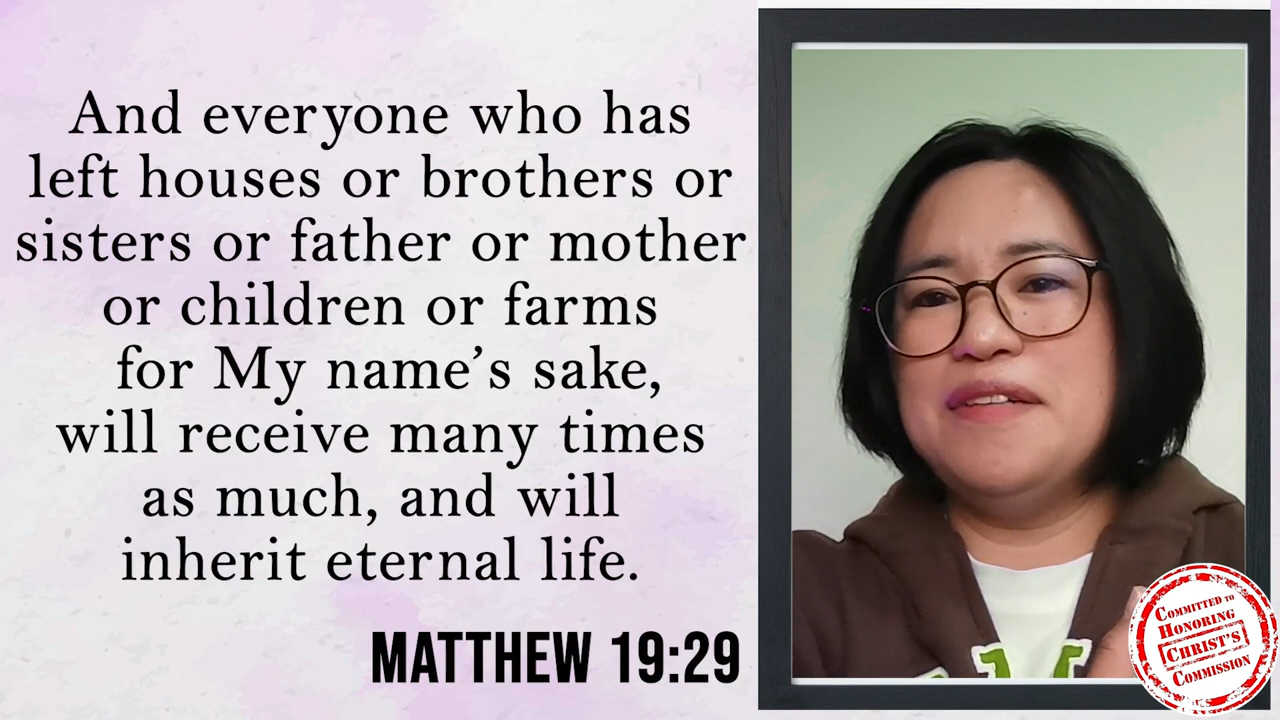 And everyone who has
left houses or brothers or
sisters or father or mother
or children or farms
for My name’s sake,
will receive many times
as much, and will
inherit eternal life.
MATTHEW 19:29
COMMITTED TO
HONORING
CHRIST'S
COMMISSION